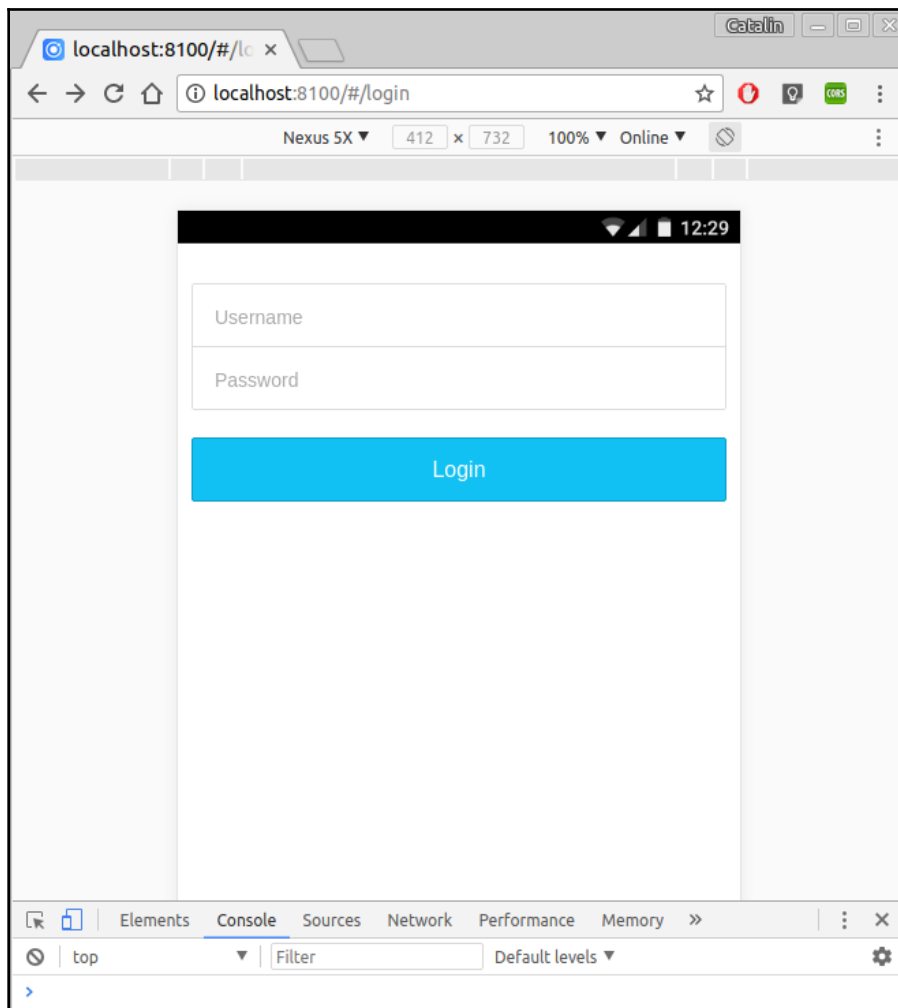 Catalin
localhost:8100/#/lo ×
localhost:8100/#/login
CORS
Nexus 5X ▼ 412 × 732 100% ▼ Online ▼
12:29
Username
Password
Login
Elements Console Sources Network Performance Memory »
top ▼ Filter Default levels ▼